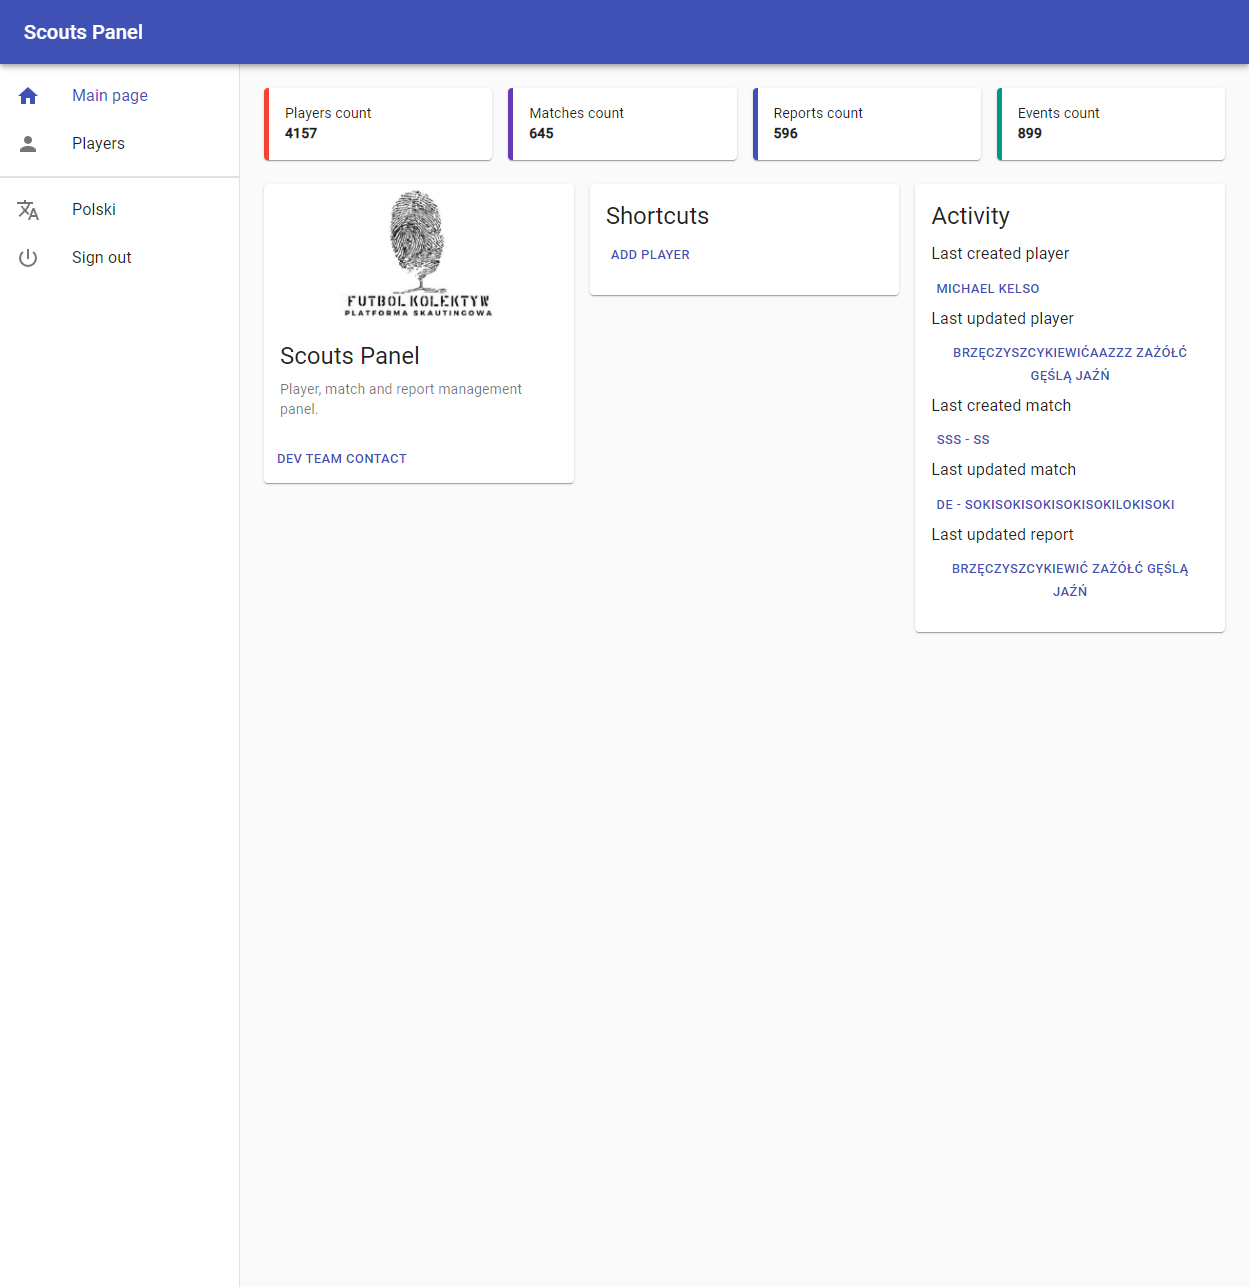 Scouts Panel
Main page
Players
Polski
Sign out
Players count
4157
Matches count
645
Reports count
596
Events count
899
FUTBOL KOLEKTYW
PLATFORMA SKAUTINGOWA
Scouts Panel
Player, match and report management
panel.
DEV TEAM CONTACT
Shortcuts
ADD PLAYER
Activity
Last created player
MICHAEL KELSO
Last updated player
BRZĘCZYSZCYKIEWIĆAAZZZ ZAŻÓŁĆ
GĘŚLĄ JAŹŃ
Last created match
SSS - SS
Last updated match
DE - SOKISOKISOKISOKISOKILOKISOKI
Last updated report
BRZĘCZYSZCYKIEWIĆ ZAŻÓŁĆ GĘŚLĄ
JAŹŃ